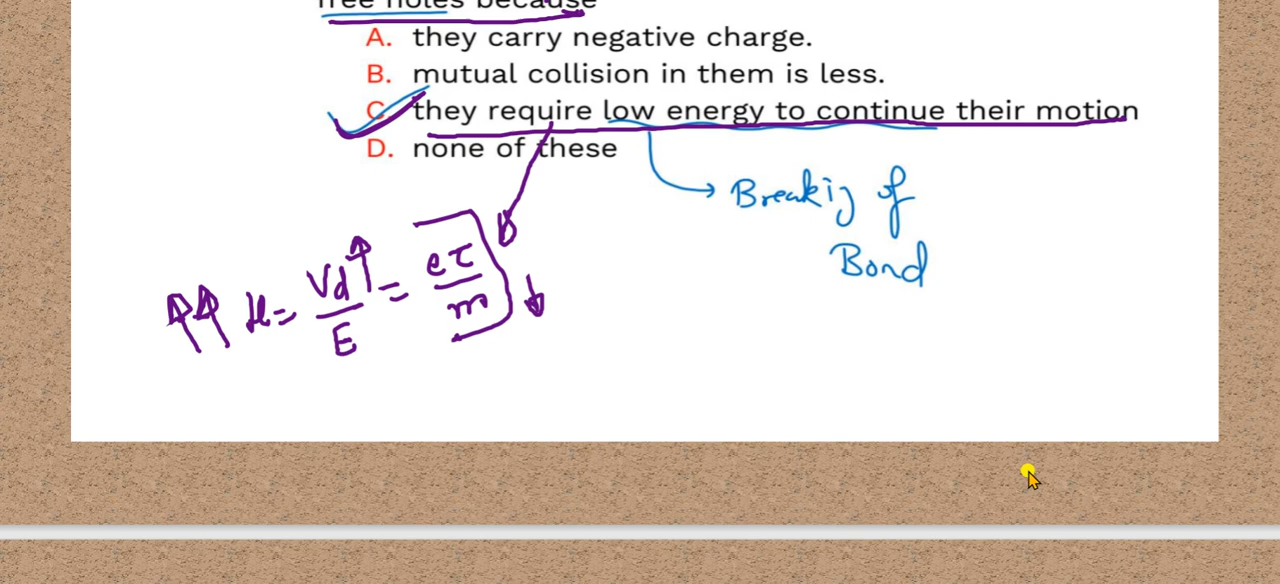 free holes because
A. they carry negative charge.
B. mutual collision in them is less.
C. they require low energy to continue their motion
D. none of these
Breakig of
Bond
↑↑ μ = Vd↑/E = eτ/m ↓